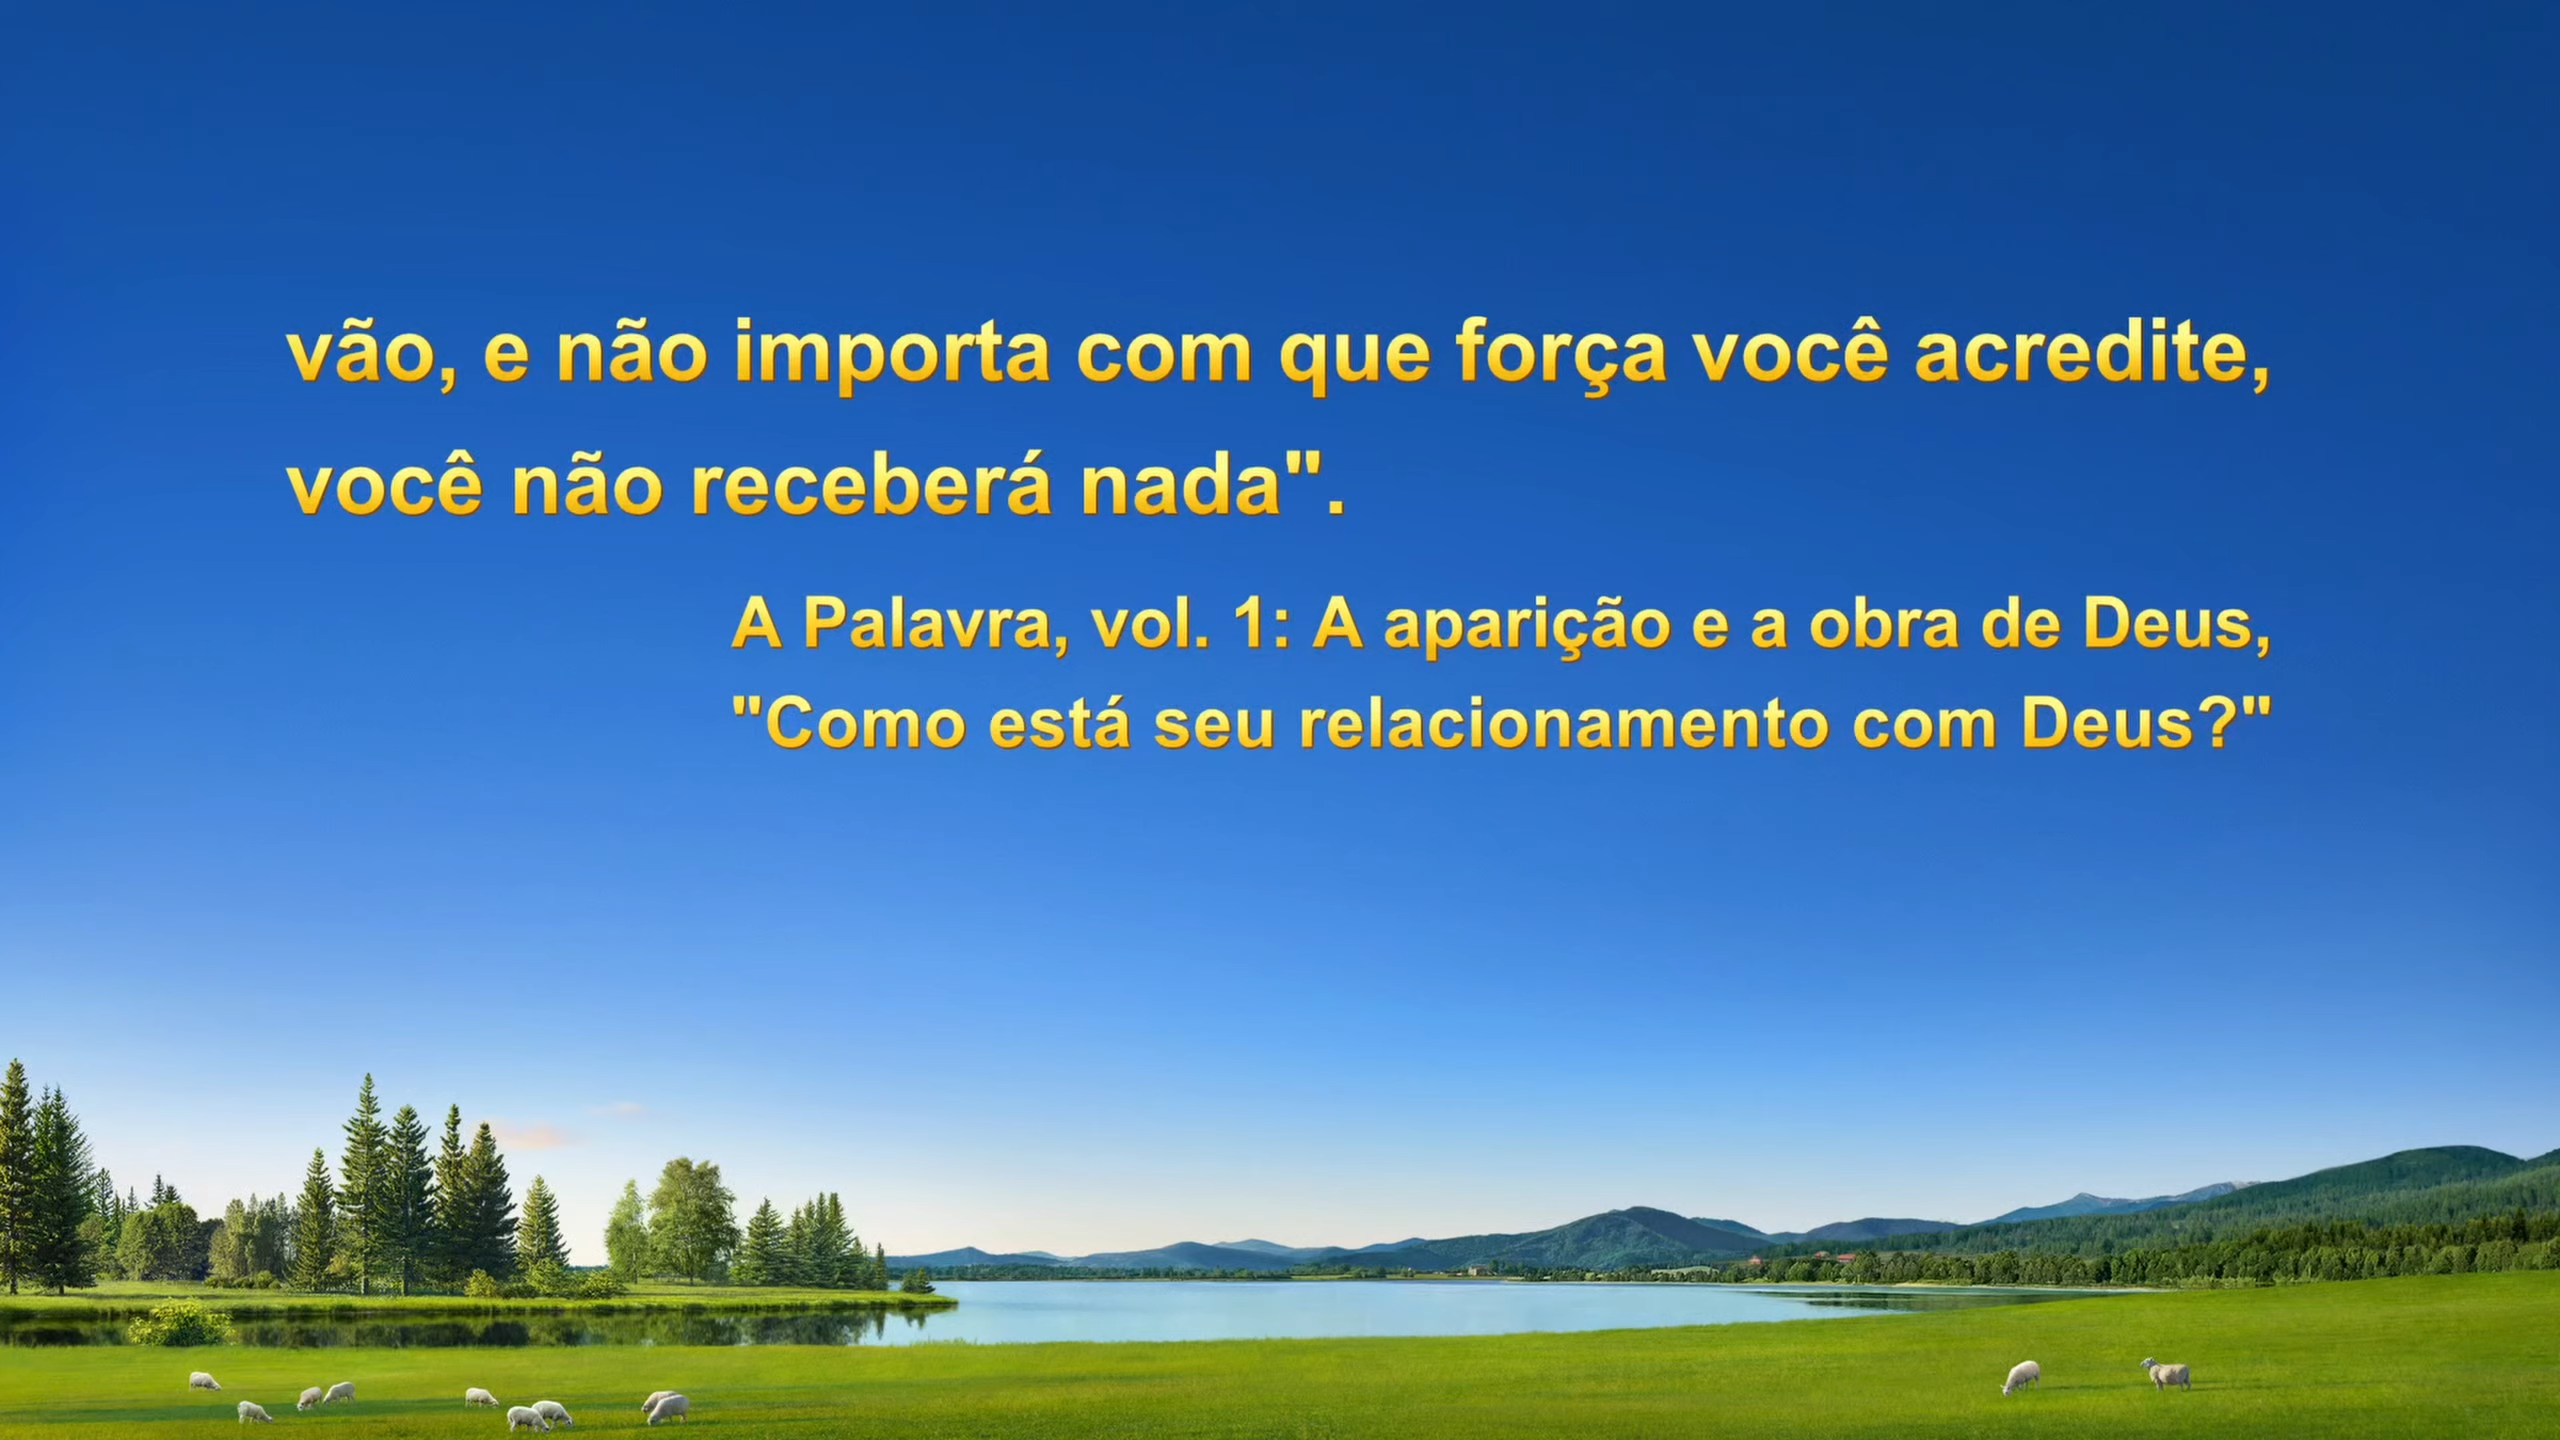 vão, e não importa com que força você acredite,
você não receberá nada".
A Palavra, vol. 1: A aparição e a obra de Deus,
"Como está seu relacionamento com Deus?"